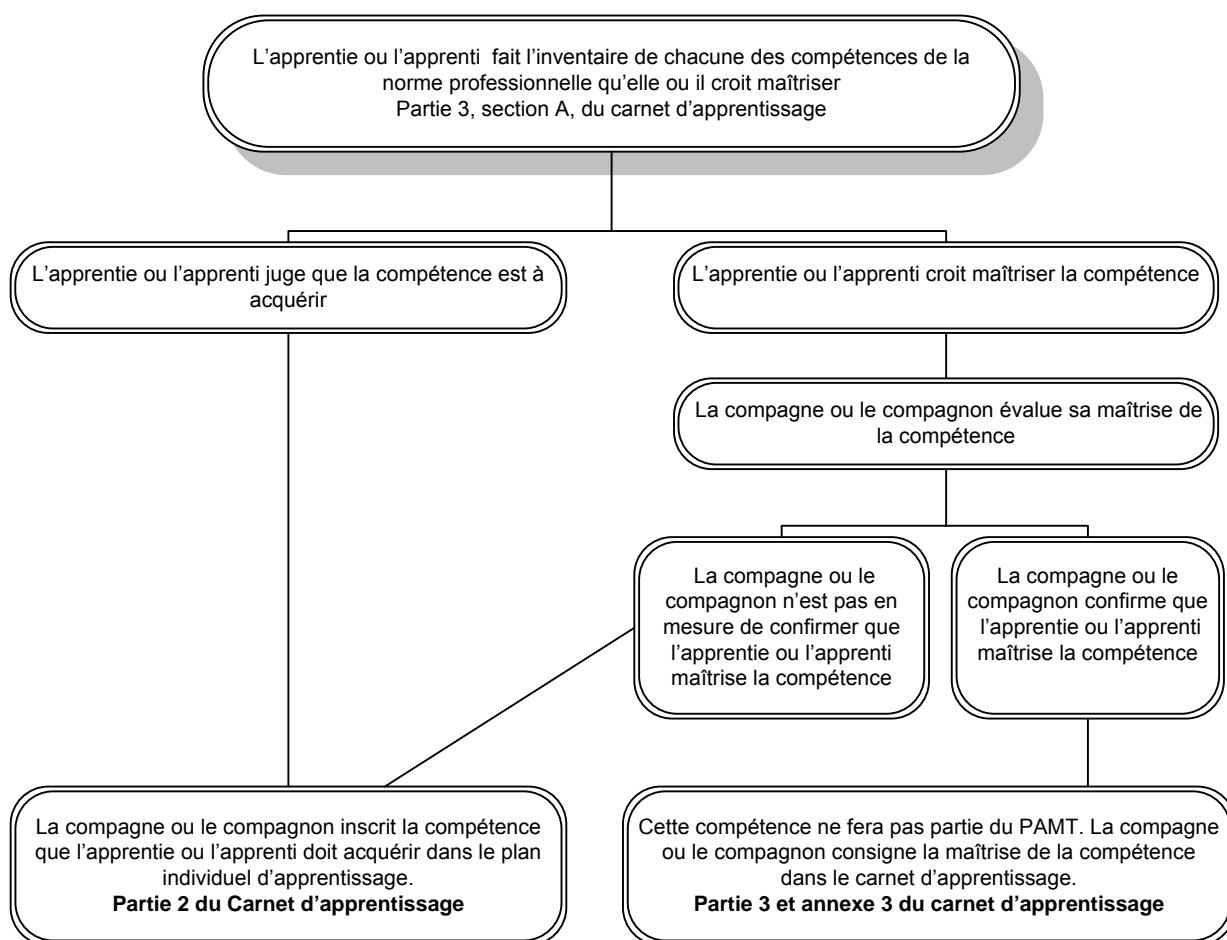 L’apprentie ou l’apprenti  fait l’inventaire de chacune des compétences de la
norme professionnelle qu’elle ou il croit maîtriser
Partie 3, section A, du carnet d’apprentissage
L’apprentie ou l’apprenti juge que la compétence est à
acquérir
L’apprentie ou l’apprenti croit maîtriser la compétence
La compagne ou le compagnon évalue sa maîtrise de
la compétence
La compagne ou le
compagnon n’est pas en
mesure de confirmer que
l’apprentie ou l’apprenti
maîtrise la compétence
La compagne ou le
compagnon confirme que
l’apprentie ou l’apprenti
maîtrise la compétence
La compagne ou le compagnon inscrit la compétence
que l’apprentie ou l’apprenti doit acquérir dans le plan
individuel d’apprentissage.
Partie 2 du Carnet d’apprentissage
Cette compétence ne fera pas partie du PAMT. La compagne
ou le compagnon consigne la maîtrise de la compétence
dans le carnet d’apprentissage.
Partie 3 et annexe 3 du carnet d’apprentissage